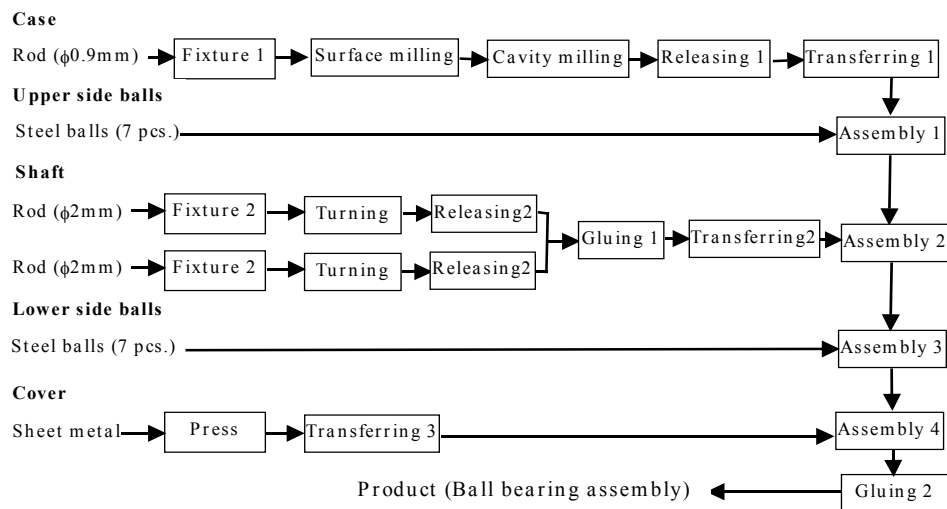 Case
Rod (ϕ0.9mm) Fixture 1 Surface milling Cavity milling Releasing 1 Transferring 1
Upper side balls
Steel balls (7 pcs.) Assembly 1
Shaft
Rod (ϕ2mm) Fixture 2 Turning Releasing2
Gluing 1 Transferring2 Assembly 2
Rod (ϕ2mm) Fixture 2 Turning Releasing2
Lower side balls
Steel balls (7 pcs.) Assembly 3
Cover
Sheet metal Press Transferring 3 Assembly 4
Product (Ball bearing assembly) Gluing 2